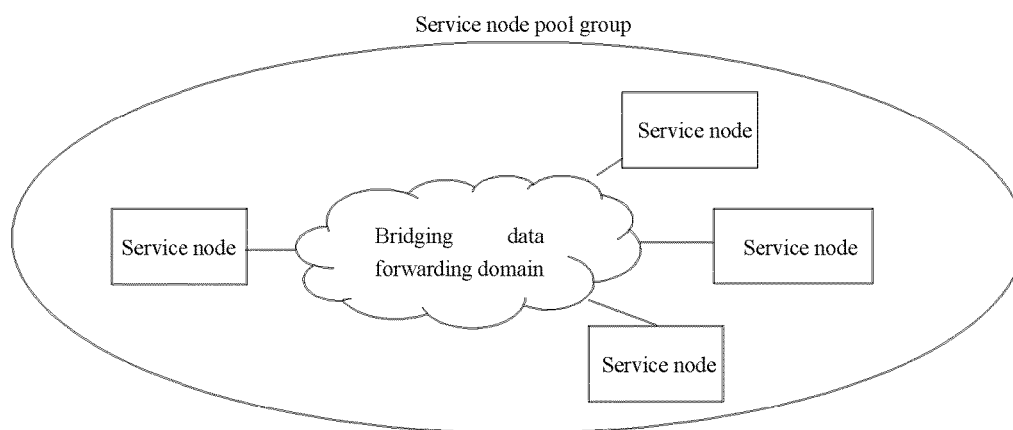 Service node pool group
Service node
Service node
Bridging data
forwarding domain
Service node
Service node